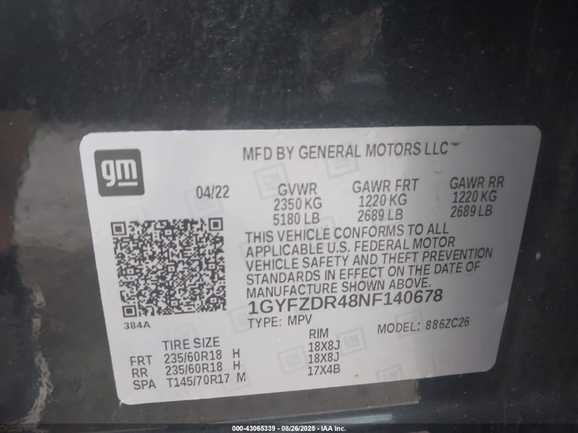 gm
MFD BY GENERAL MOTORS LLC™
04/22 GVWR GAWR FRT GAWR RR
2350 KG 1220 KG 1220 KG
5180 LB 2689 LB 2689 LB
THIS VEHICLE CONFORMS TO ALL
APPLICABLE U.S. FEDERAL MOTOR
VEHICLE SAFETY AND THEFT PREVENTION
STANDARDS IN EFFECT ON THE DATE OF
MANUFACTURE SHOWN ABOVE.
1GYFZDR48NF140678
384A TYPE: MPV MODEL: 886ZC26
TIRE SIZE RIM
FRT 235/60R18 H 18X8J
RR 235/60R18 H 18X8J
SPA T145/70R17 M 17X4B
000-43065339 - 08/26/2025 - IAA Inc.